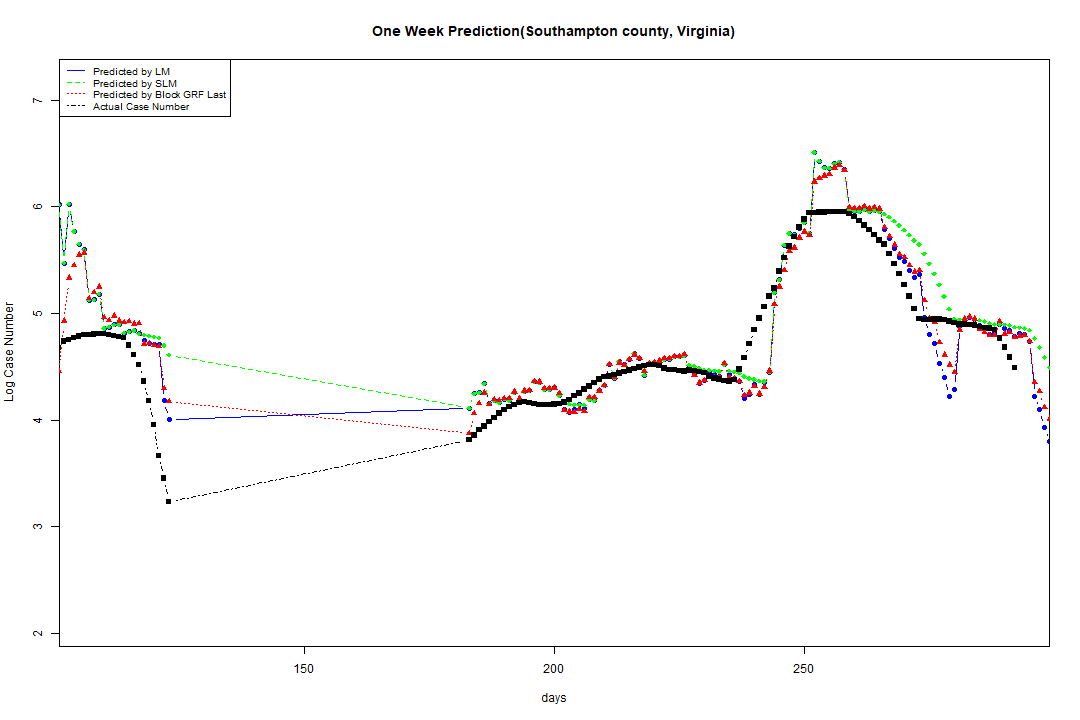 One Week Prediction(Southampton county, Virginia)
Predicted by LM
Predicted by SLM
Predicted by Block GRF Last
Actual Case Number
7
6
5
4
3
2
Log Case Number
150
200
250
days